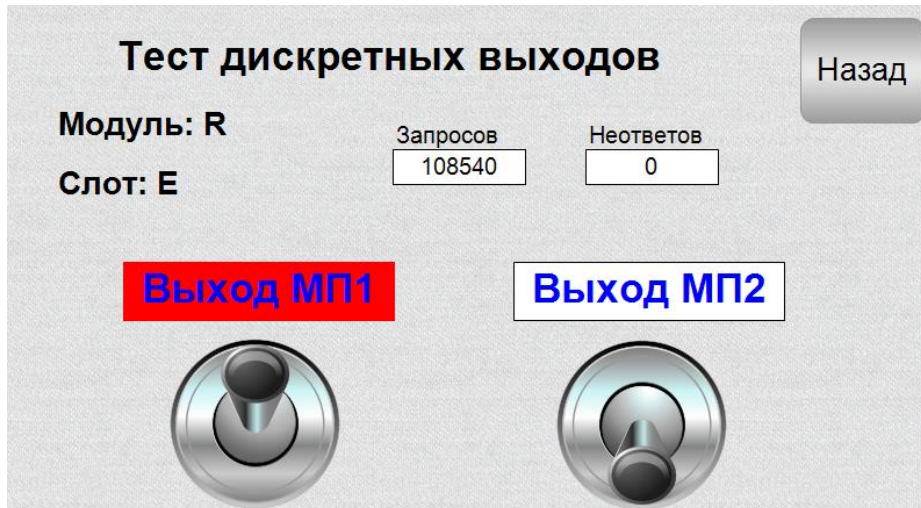 Тест дискретных выходов
Назад
Модуль: R
Запросов
Неответов
108540
0
Слот: E
Выход МП1
Выход МП2